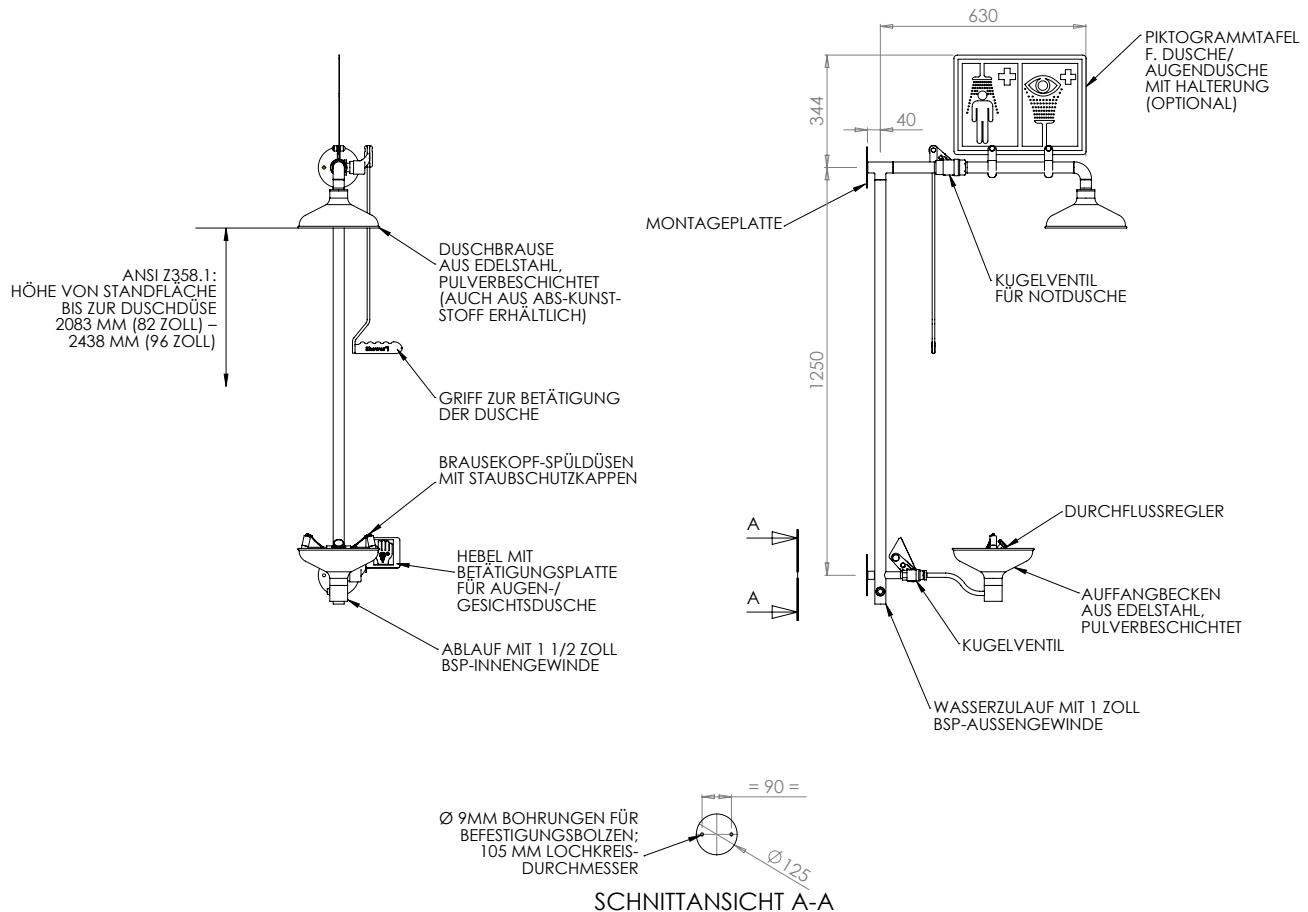 630
PIKTOGRAMMTAFEL
F. DUSCHE/
AUGENDUSCHE
MIT HALTERUNG
(OPTIONAL)
344
40
MONTAGEPLATTE
DUSCHBRAUSE
AUS EDELSTAHL,
PULVERBESCHICHTET
(AUCH AUS ABS-KUNST-
STOFF ERHÄLTLICH)
ANSI Z358.1:
HÖHE VON STANDFLÄCHE
BIS ZUR DUSCHDÜSE
2083 MM (82 ZOLL) –
2438 MM (96 ZOLL)
KUGELVENTIL
FÜR NOTDUSCHE
1250
GRIFF ZUR BETÄTIGUNG
DER DUSCHE
BRAUSEKOPF-SPÜLDÜSEN
MIT STAUBSCHUTZKAPPEN
DURCHFLUSSREGLER
A
HEBEL MIT
BETÄTIGUNGSPLATTE
FÜR AUGEN-/
GESICHTSDUSCHE
A
AUFFANGBECKEN
AUS EDELSTAHL,
PULVERBESCHICHTET
ABLAUF MIT 1 1/2 ZOLL
BSP-INNENGEWINDE
KUGELVENTIL
WASSERZULAUF MIT 1 ZOLL
BSP-AUSSENGEWINDE
= 90 =
Ø 9MM BOHRUNGEN FÜR
BEFESTIGUNGSBOLZEN;
105 MM LOCHKREIS-
DURCHMESSER
Ø 125
SCHNITTANSICHT A-A